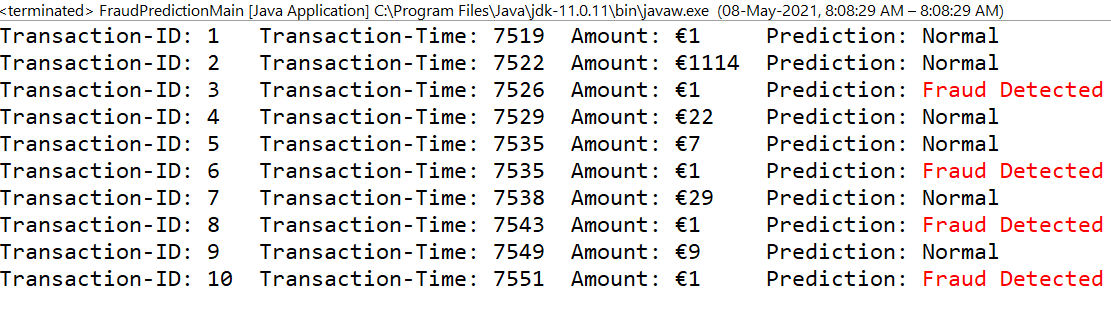 <terminated> FraudPredictionMain [Java Application] C:\Program Files\Java\jdk-11.0.11\bin\javaw.exe (08-May-2021, 8:08:29 AM – 8:08:29 AM)
Transaction-ID: 1 Transaction-Time: 7519 Amount: €1 Prediction: Normal
Transaction-ID: 2 Transaction-Time: 7522 Amount: €1114 Prediction: Normal
Transaction-ID: 3 Transaction-Time: 7526 Amount: €1 Prediction: Fraud Detected
Transaction-ID: 4 Transaction-Time: 7529 Amount: €22 Prediction: Normal
Transaction-ID: 5 Transaction-Time: 7535 Amount: €7 Prediction: Normal
Transaction-ID: 6 Transaction-Time: 7535 Amount: €1 Prediction: Fraud Detected
Transaction-ID: 7 Transaction-Time: 7538 Amount: €29 Prediction: Normal
Transaction-ID: 8 Transaction-Time: 7543 Amount: €1 Prediction: Fraud Detected
Transaction-ID: 9 Transaction-Time: 7549 Amount: €9 Prediction: Normal
Transaction-ID: 10 Transaction-Time: 7551 Amount: €1 Prediction: Fraud Detected